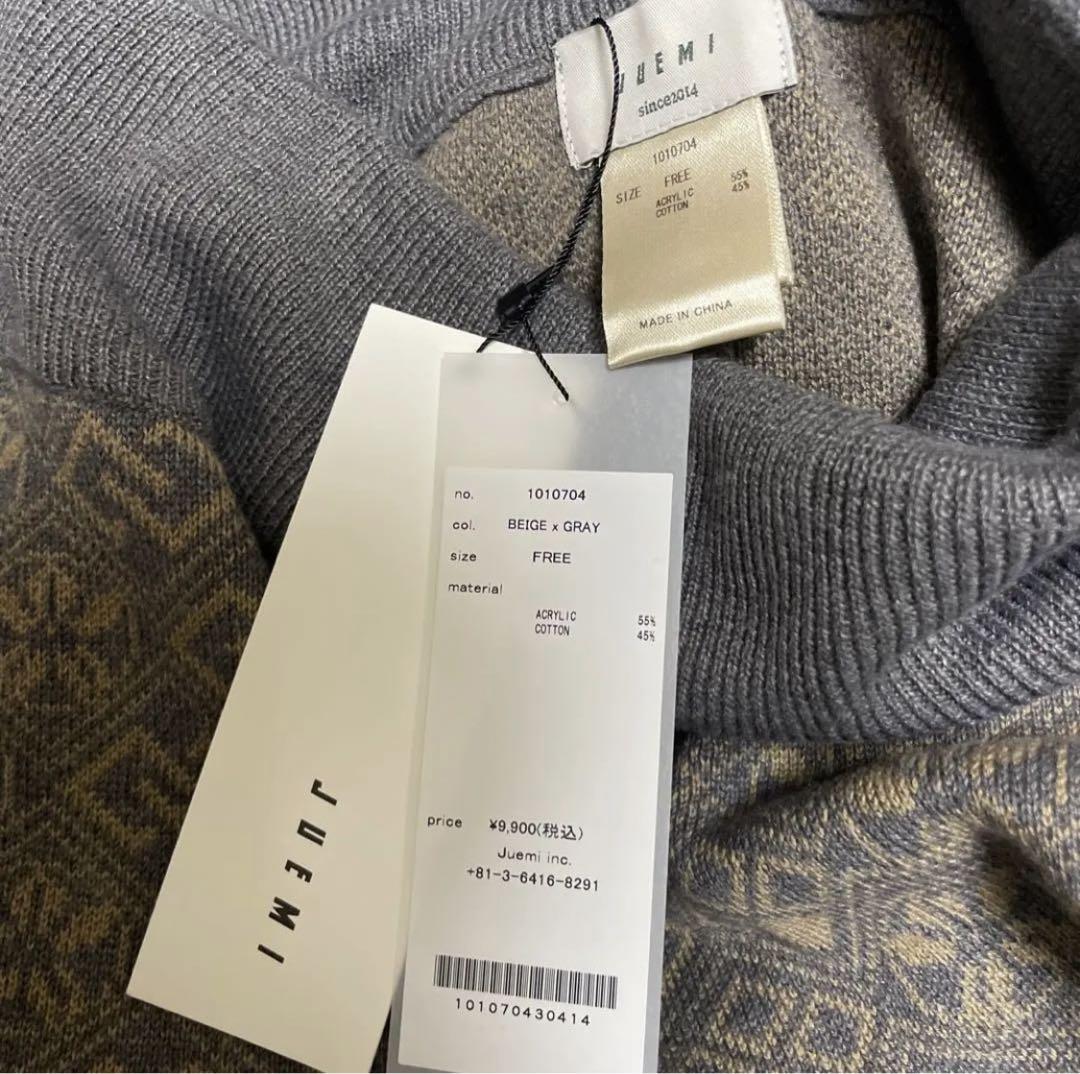 JUEMI
since2014
1010704
SIZE FREE
ACRYLIC 55%
COTTON 45%
MADE IN CHINA
no. 1010704
col. BEIGE x GRAY
size FREE
material
ACRYLIC 55%
COTTON 45%
price ¥9,900(税込)
Juemi inc.
+81-3-6416-8291
101070430414
JUEMI